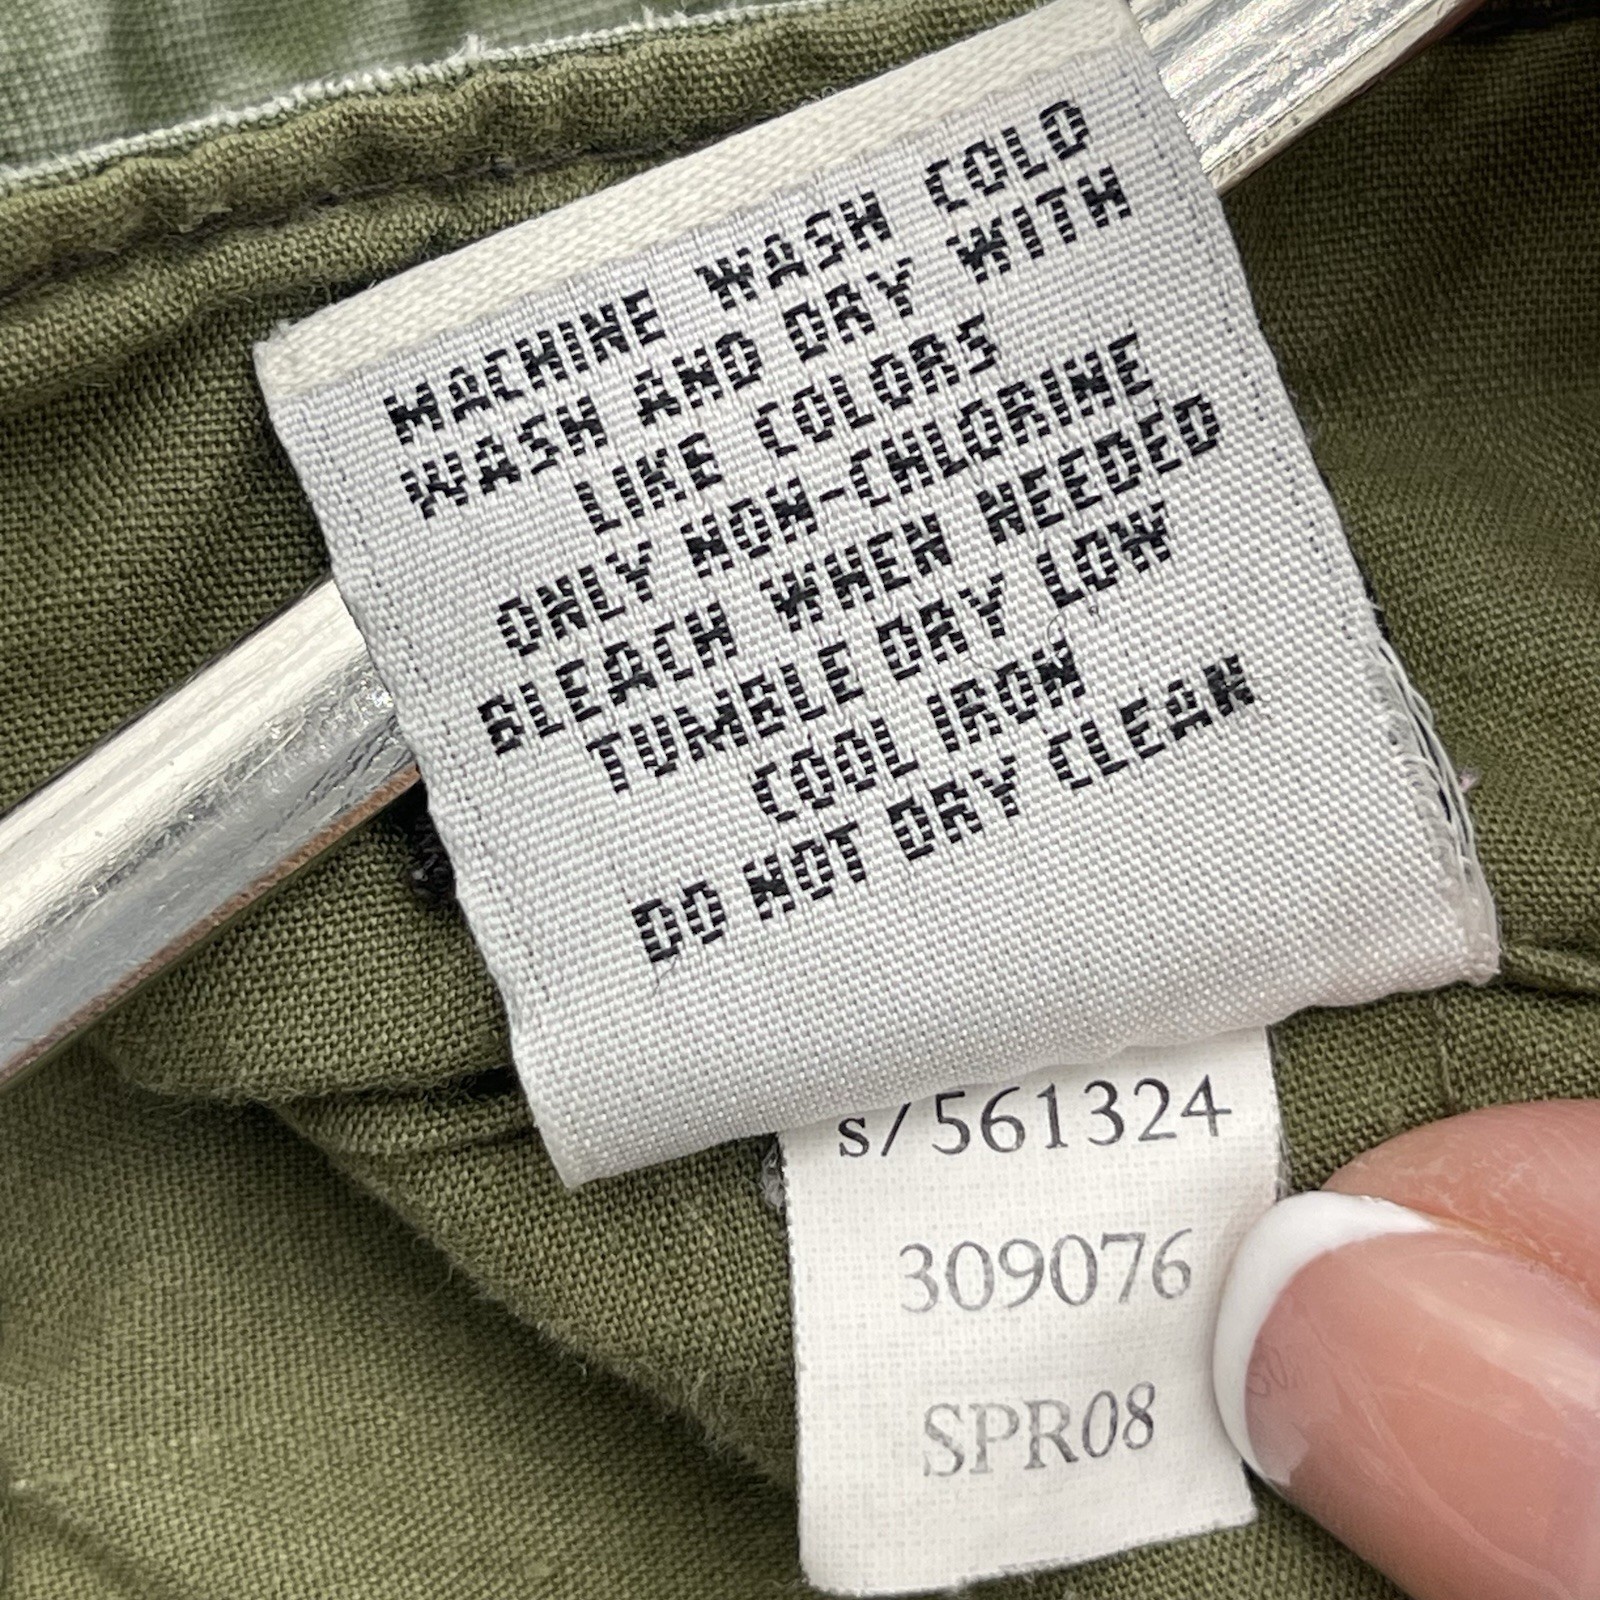 MACHINE WASH COLD
WASH AND DRY WITH
LIKE COLORS
ONLY NON-CHLORINE
BLEACH WHEN NEEDED
TUMBLE DRY LOW
COOL IRON
DO NOT DRY CLEAN
s/561324
309076
SPR08